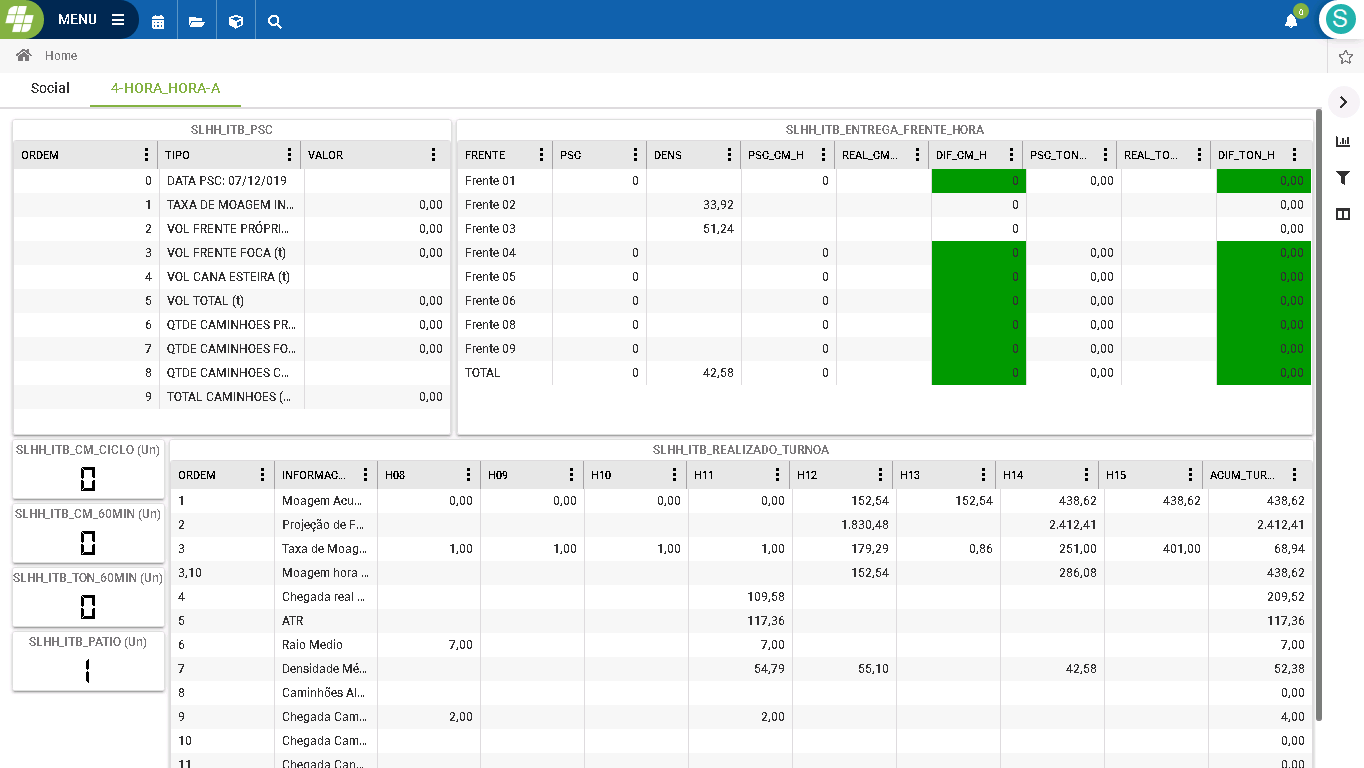 MENU
0
S
Home
Social
4-HORA_HORA-A
SLHH_ITB_PSC
ORDEM TIPO VALOR
0 DATA PSC: 07/12/019
1 TAXA DE MOAGEM IN... 0,00
2 VOL FRENTE PRÓPRI... 0,00
3 VOL FRENTE FOCA (t) 0,00
4 VOL CANA ESTEIRA (t)
5 VOL TOTAL (t) 0,00
6 QTDE CAMINHOES PR... 0,00
7 QTDE CAMINHOES FO... 0,00
8 QTDE CAMINHOES C...
9 TOTAL CAMINHOES (... 0,00
SLHH_ITB_ENTREGA_FRENTE_HORA
FRENTE PSC DENS PSC_CM_H REAL_CM... DIF_CM_H PSC_TON... REAL_TO... DIF_TON_H
Frente 01 0 0 0 0,00 0,00
Frente 02 33,92 0 0,00
Frente 03 51,24 0 0,00
Frente 04 0 0 0 0,00 0,00
Frente 05 0 0 0 0,00 0,00
Frente 06 0 0 0 0,00 0,00
Frente 08 0 0 0 0,00 0,00
Frente 09 0 0 0 0,00 0,00
TOTAL 0 42,58 0 0 0,00 0,00
SLHH_ITB_CM_CICLO (Un)
0
SLHH_ITB_CM_60MIN (Un)
0
SLHH_ITB_TON_60MIN (Un)
0
SLHH_ITB_PATIO (Un)
1
SLHH_ITB_REALIZADO_TURNOA
ORDEM INFORMAC... H08 H09 H10 H11 H12 H13 H14 H15 ACUM_TUR...
1 Moagem Acu... 0,00 0,00 0,00 0,00 152,54 152,54 438,62 438,62 438,62
2 Projeção de F... 1.830,48 2.412,41 2.412,41
3 Taxa de Moag... 1,00 1,00 1,00 1,00 179,29 0,86 251,00 401,00 68,94
3,10 Moagem hora ... 152,54 286,08 438,62
4 Chegada real ... 109,58 209,52
5 ATR 117,36 117,36
6 Raio Medio 7,00 7,00 7,00
7 Densidade Mé... 54,79 55,10 42,58 52,38
8 Caminhões Al... 0,00
9 Chegada Cam... 2,00 2,00 4,00
10 Chegada Cam... 0,00
11 Chegada Can... 0,00